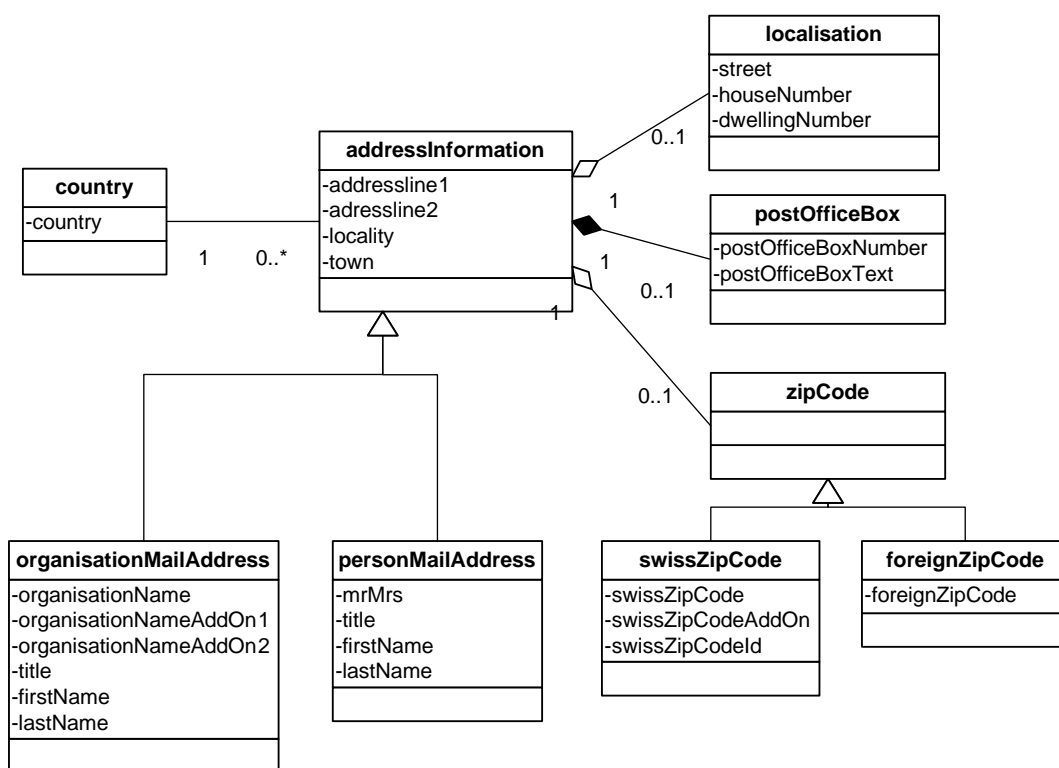 localisation
-street
-houseNumber
-dwellingNumber
0..1
addressInformation
-addressline1
-adressline2
-locality
-town
country
-country
1
0..*
1
postOfficeBox
-postOfficeBoxNumber
-postOfficeBoxText
1
0..1
1
0..1
zipCode
organisationMailAddress
-organisationName
-organisationNameAddOn1
-organisationNameAddOn2
-title
-firstName
-lastName
personMailAddress
-mrMrs
-title
-firstName
-lastName
swissZipCode
-swissZipCode
-swissZipCodeAddOn
-swissZipCodeId
foreignZipCode
-foreignZipCode